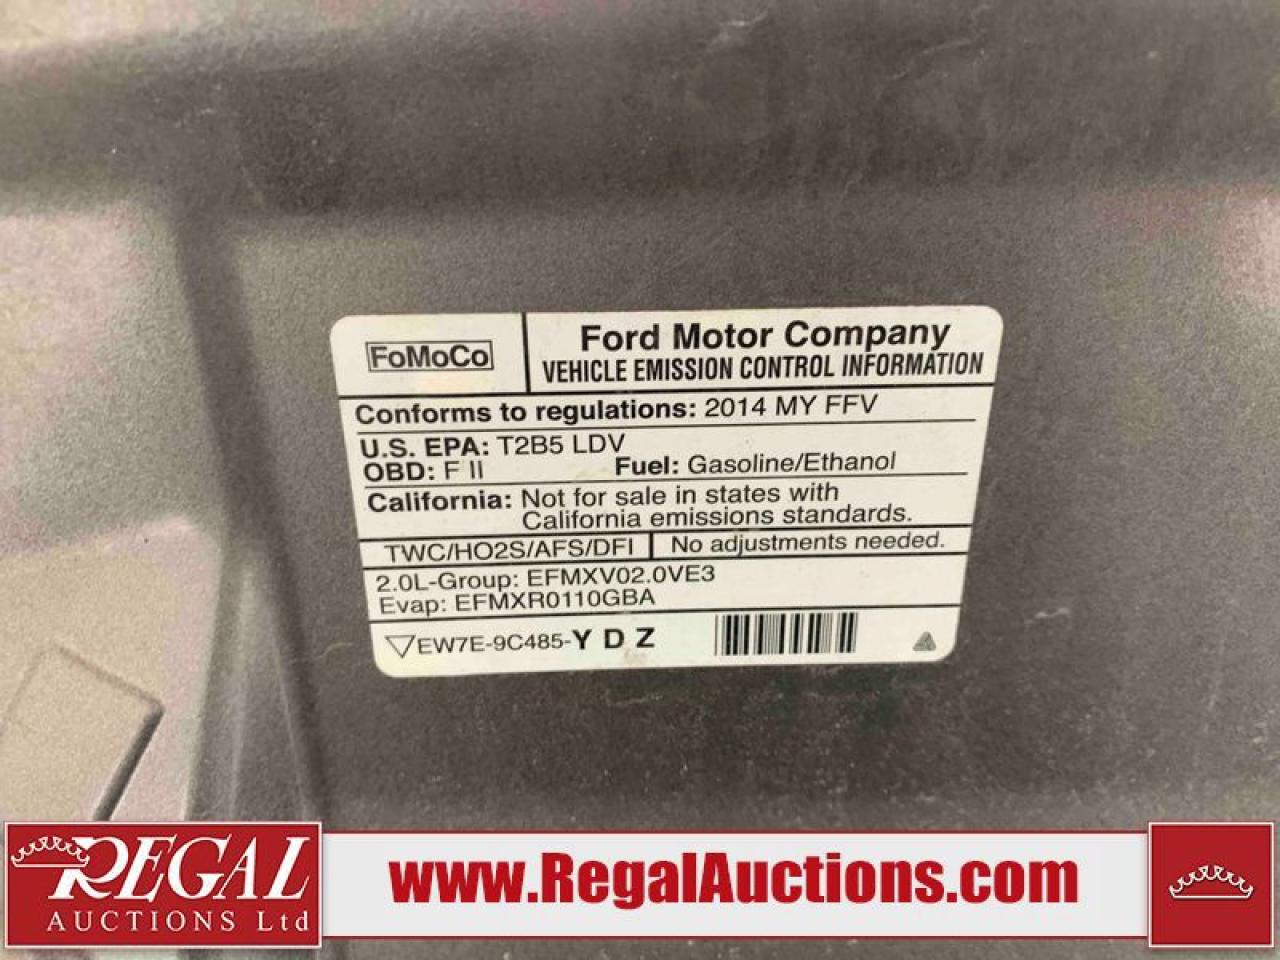 FoMoCo
Ford Motor Company
VEHICLE EMISSION CONTROL INFORMATION
Conforms to regulations: 2014 MY FFV
U.S. EPA: T2B5 LDV
OBD: F II Fuel: Gasoline/Ethanol
California: Not for sale in states with
California emissions standards.
TWC/HO2S/AFS/DFI No adjustments needed.
2.0L-Group: EFMXV02.0VE3
Evap: EFMXR0110GBA
EW7E-9C485-Y D Z
REGAL
AUCTIONS Ltd
www.RegalAuctions.com